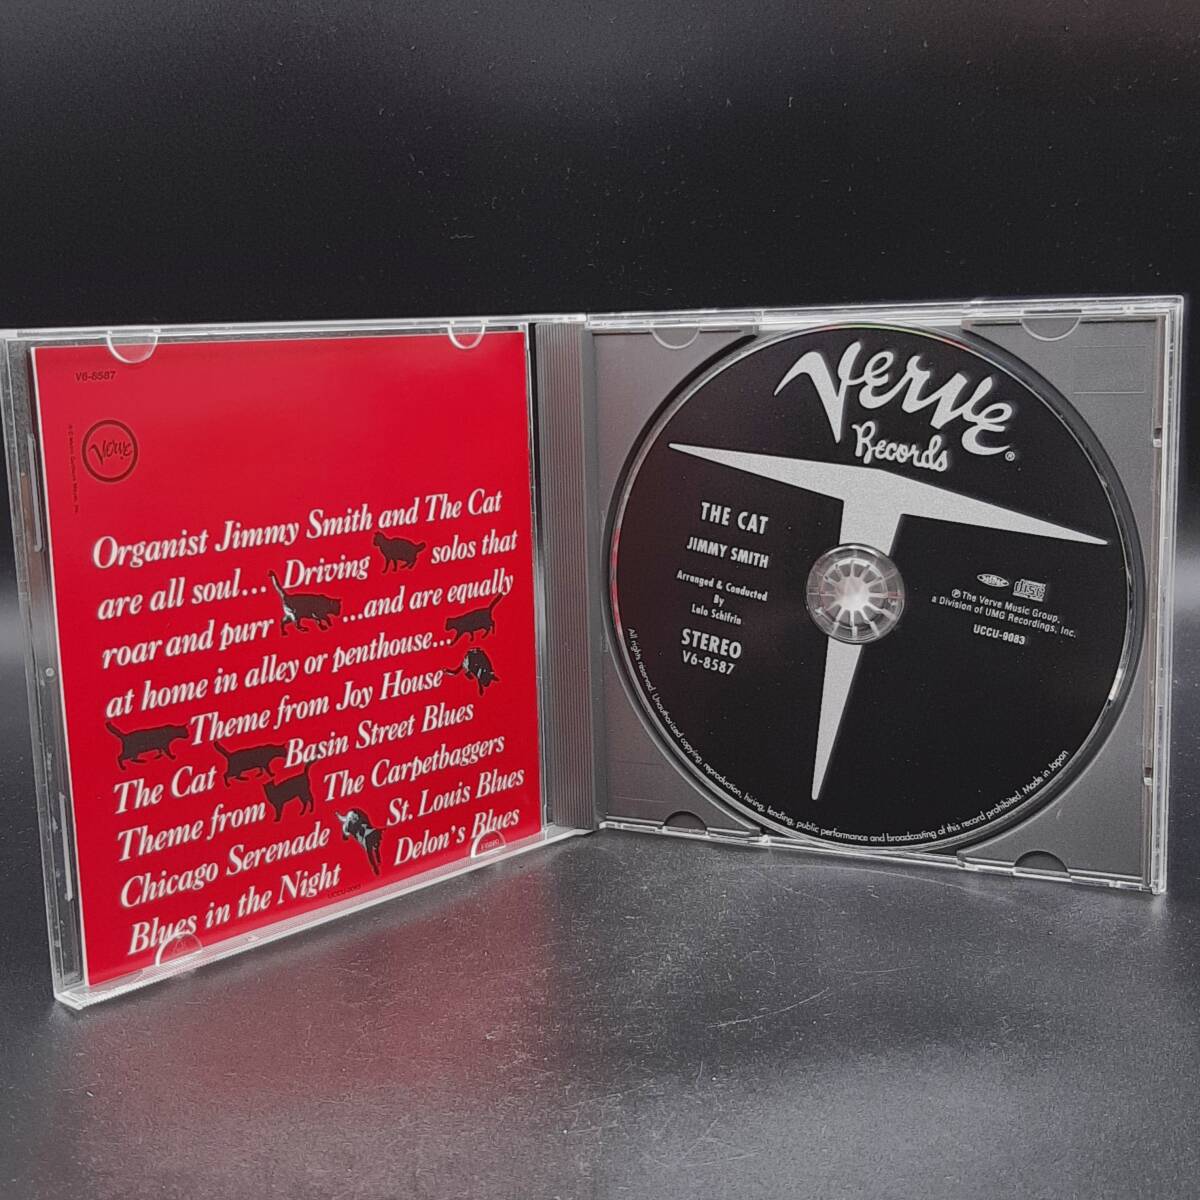 V6-8587
Verve
Organist Jimmy Smith and The Cat
are all soul... Driving solos that
roar and purr ...and are equally
at home in alley or penthouse...
Theme from Joy House
The Cat Basin Street Blues
Theme from The Carpetbaggers
Chicago Serenade St. Louis Blues
Blues in the Night Delon's Blues
UCCU-9083
Verve®
Records
THE CAT
JIMMY SMITH
Arranged & Conducted
By
Lalo Schifrin
STEREO
V6-8587
disc
℗ The Verve Music Group,
a Division of UMG Recordings, Inc.
UCCU-9083
All rights reserved. Unauthorized copying, reproduction, hiring, lending, public performance and broadcasting of this record prohibited. Made in Japan